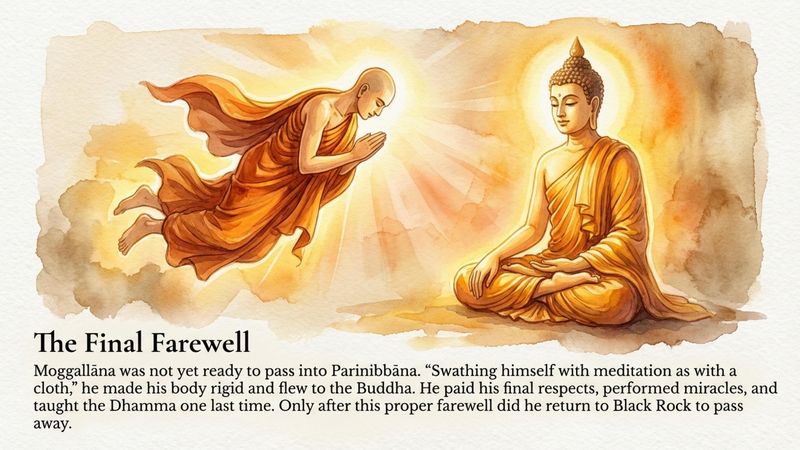 The Final Farewell
Moggallāna was not yet ready to pass into Parinibbāna. “Swathing himself with meditation as with a
cloth,” he made his body rigid and flew to the Buddha. He paid his final respects, performed miracles, and
taught the Dhamma one last time. Only after this proper farewell did he return to Black Rock to pass
away.